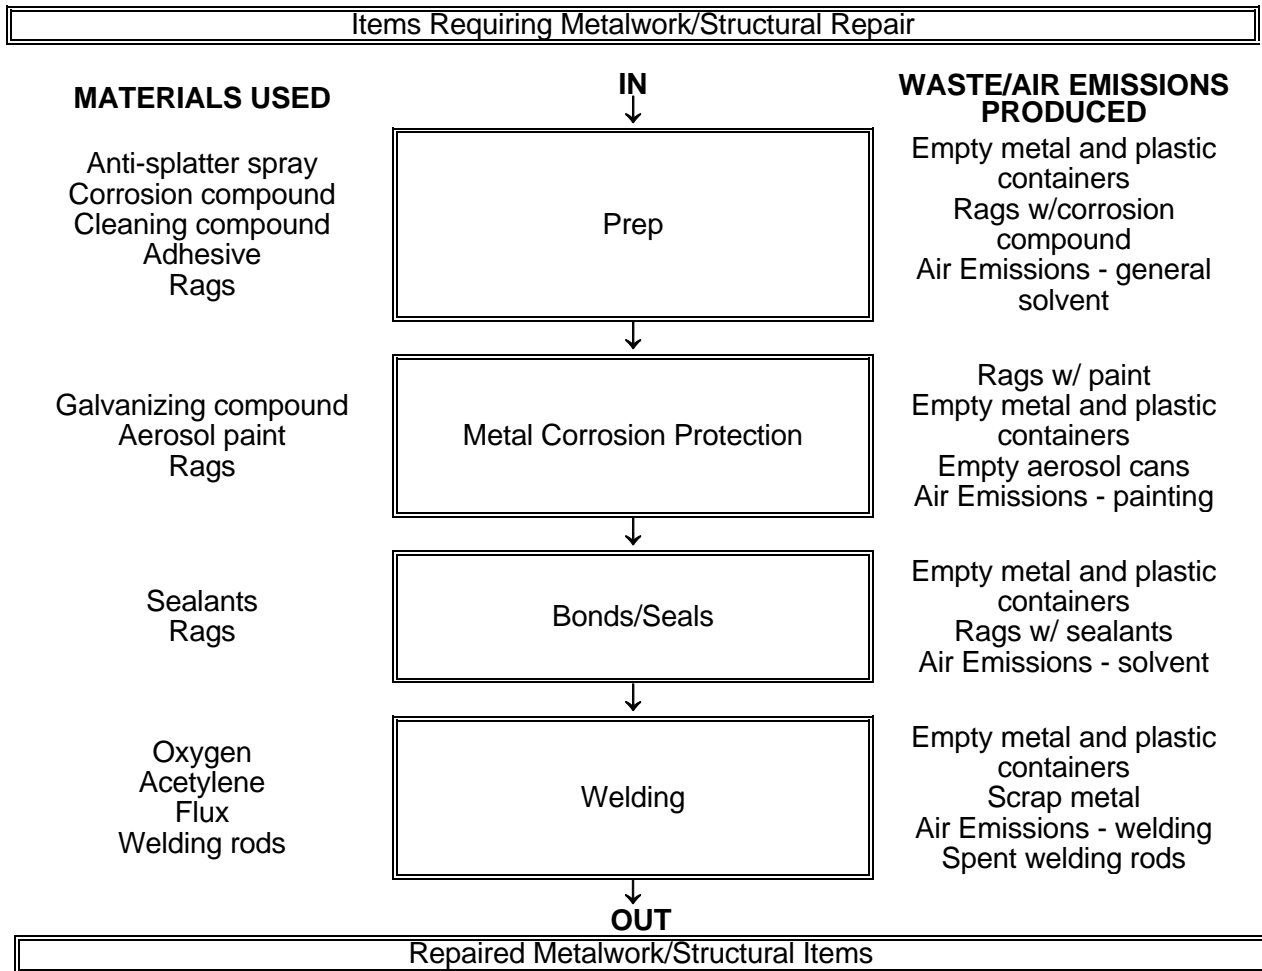 Items Requiring Metalwork/Structural Repair
MATERIALS USED
IN
WASTE/AIR EMISSIONS
PRODUCED
Anti-splatter spray
Corrosion compound
Cleaning compound
Adhesive
Rags
Prep
Empty metal and plastic
containers
Rags w/corrosion
compound
Air Emissions - general
solvent
Galvanizing compound
Aerosol paint
Rags
Metal Corrosion Protection
Rags w/ paint
Empty metal and plastic
containers
Empty aerosol cans
Air Emissions - painting
Sealants
Rags
Bonds/Seals
Empty metal and plastic
containers
Rags w/ sealants
Air Emissions - solvent
Oxygen
Acetylene
Flux
Welding rods
Welding
Empty metal and plastic
containers
Scrap metal
Air Emissions - welding
Spent welding rods
OUT
Repaired Metalwork/Structural Items